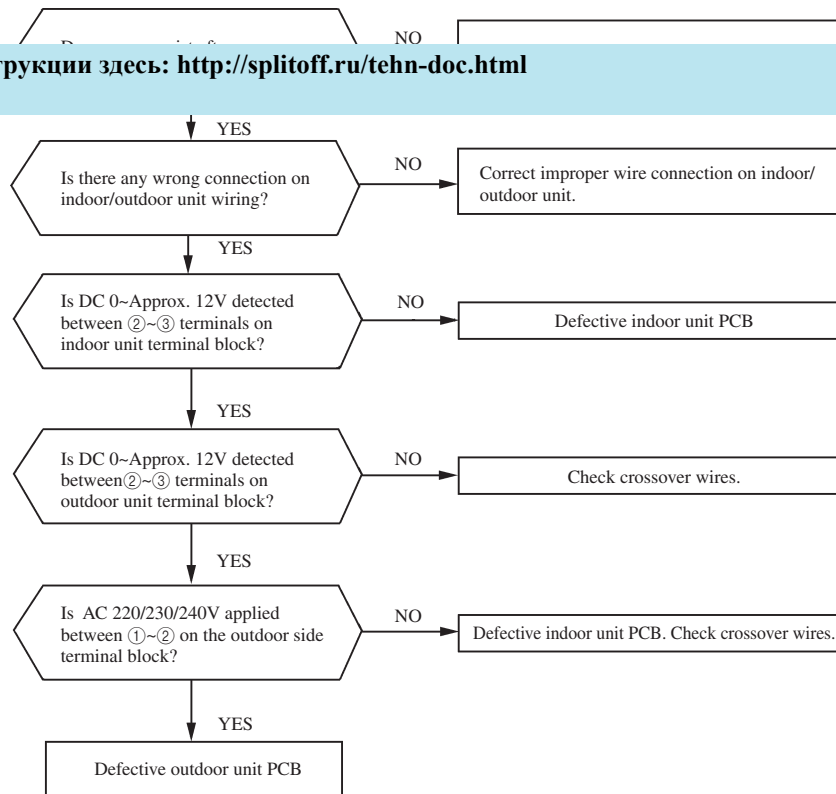 NO
трукции здесь: http://splitoff.ru/tehn-doc.html
YES
Is there any wrong connection on
indoor/outdoor unit wiring?
NO
Correct improper wire connection on indoor/
outdoor unit.
YES
Is DC 0~Approx. 12V detected
between ②~③ terminals on
indoor unit terminal block?
NO
Defective indoor unit PCB
YES
Is DC 0~Approx. 12V detected
between②~③ terminals on
outdoor unit terminal block?
NO
Check crossover wires.
YES
Is AC 220/230/240V applied
between ①~② on the outdoor side
terminal block?
NO
Defective indoor unit PCB. Check crossover wires.
YES
Defective outdoor unit PCB